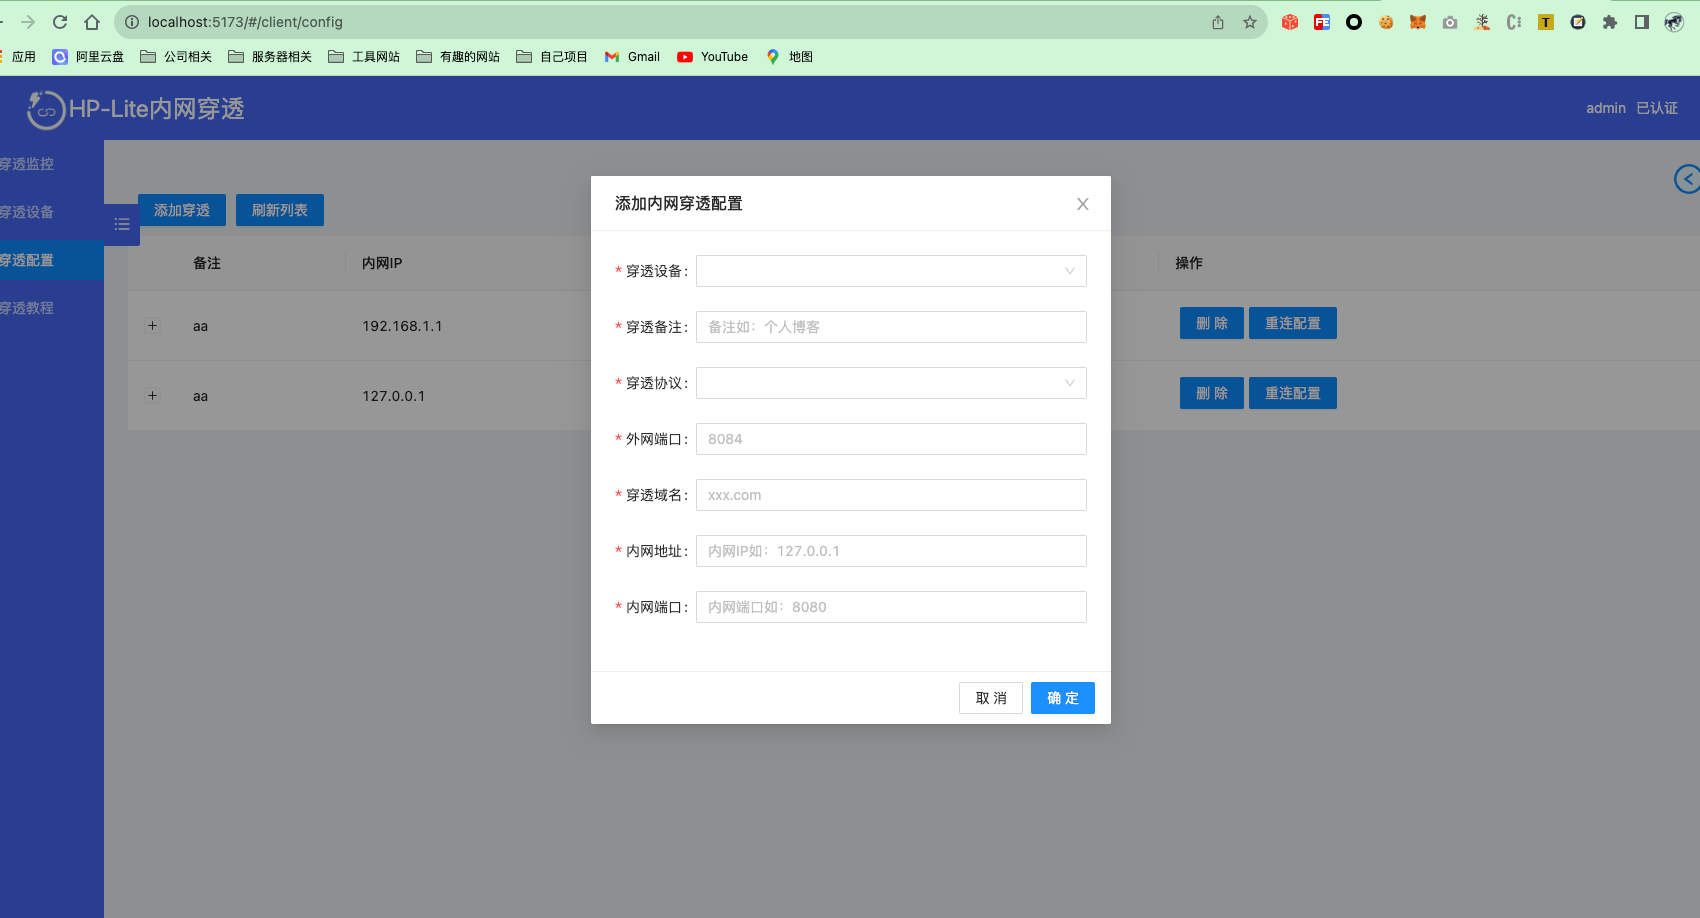 localhost:5173/#/client/config
应用 阿里云盘 公司相关 服务器相关 工具网站 有趣的网站 自己项目 Gmail YouTube 地图
HP-Lite内网穿透
admin 已认证
穿透监控
穿透设备
穿透配置
穿透教程
添加穿透 刷新列表
备注 内网IP 操作
aa 192.168.1.1 删 除 重连配置
aa 127.0.0.1 删 除 重连配置
添加内网穿透配置
* 穿透设备:
* 穿透备注: 备注如：个人博客
* 穿透协议:
* 外网端口: 8084
* 穿透域名: xxx.com
* 内网地址: 内网IP如：127.0.0.1
* 内网端口: 内网端口如：8080
取 消 确 定